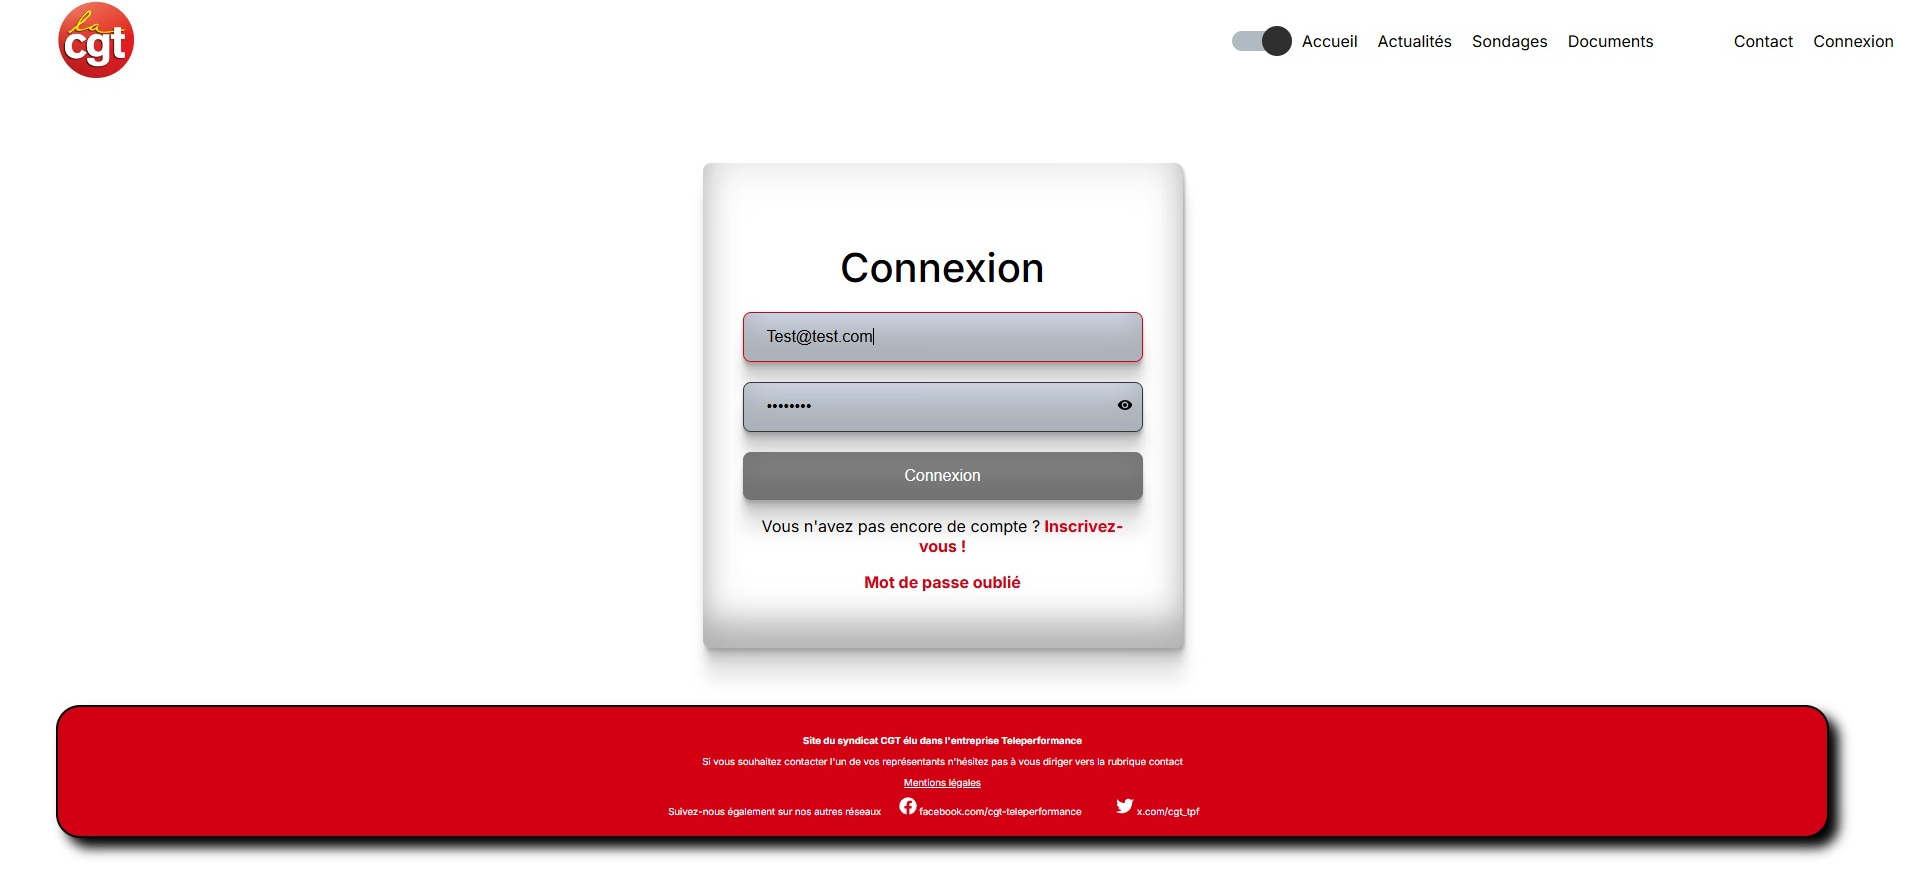 la
cgt
Accueil Actualités Sondages Documents Contact Connexion
Connexion
Test@test.com
••••••••
Connexion
Vous n'avez pas encore de compte ? Inscrivez-
vous !
Mot de passe oublié
Site du syndicat CGT élu dans l'entreprise Teleperformance
Si vous souhaitez contacter l'un de vos représentants n'hésitez pas à vous diriger vers la rubrique contact
Mentions légales
Suivez-nous également sur nos autres réseaux facebook.com/cgt-teleperformance x.com/cgt_tpf